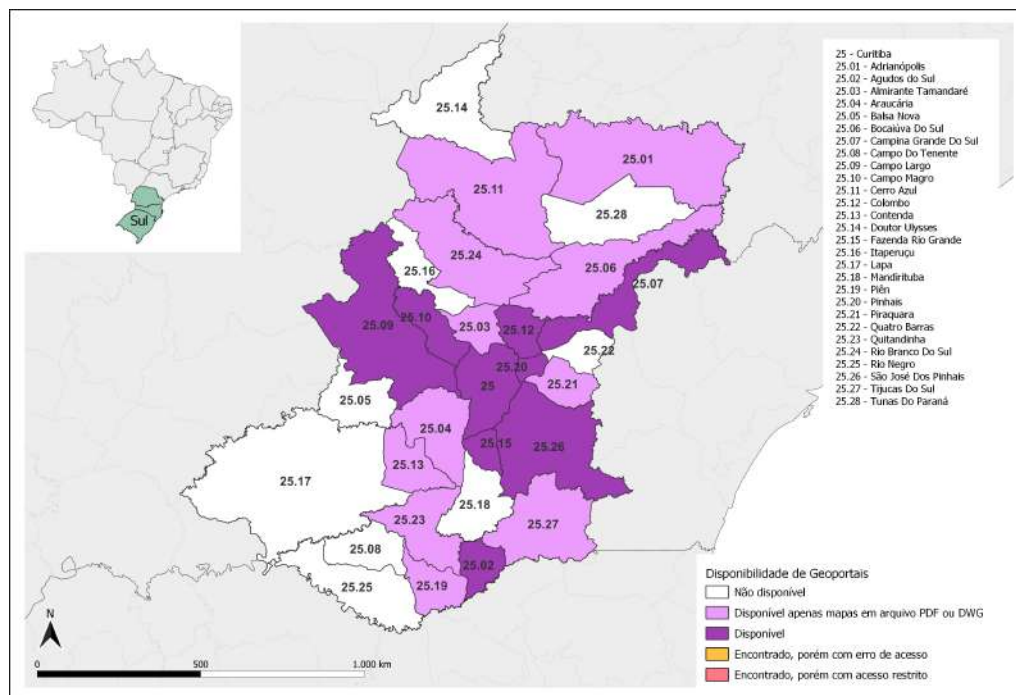 Sul
25 - Curitiba
25.01 - Adrianópolis
25.02 - Agudos do Sul
25.03 - Almirante Tamandaré
25.04 - Araucária
25.05 - Balsa Nova
25.06 - Bocaiúva Do Sul
25.07 - Campina Grande Do Sul
25.08 - Campo Do Tenente
25.09 - Campo Largo
25.10 - Campo Magro
25.11 - Cerro Azul
25.12 - Colombo
25.13 - Contenda
25.14 - Doutor Ulysses
25.15 - Fazenda Rio Grande
25.16 - Itaperuçu
25.17 - Lapa
25.18 - Mandirituba
25.19 - Piên
25.20 - Pinhais
25.21 - Piraquara
25.22 - Quatro Barras
25.23 - Quitandinha
25.24 - Rio Branco Do Sul
25.25 - Rio Negro
25.26 - São José Dos Pinhais
25.27 - Tijucas Do Sul
25.28 - Tunas Do Paraná
25.14
25.01
25.11
25.28
25.24
25.06
25.16
25.07
25.10
25.09
25.03
25.12
25.22
25.20
25.21
25
25.05
25.04
25.15
25.26
25.13
25.17
25.18
25.23
25.27
25.08
25.02
25.25
25.19
Disponibilidade de Geoportais
Não disponível
Disponível apenas mapas em arquivo PDF ou DWG
Disponível
Encontrado, porém com erro de acesso
Encontrado, porém com acesso restrito
N
0 500 1.000 km